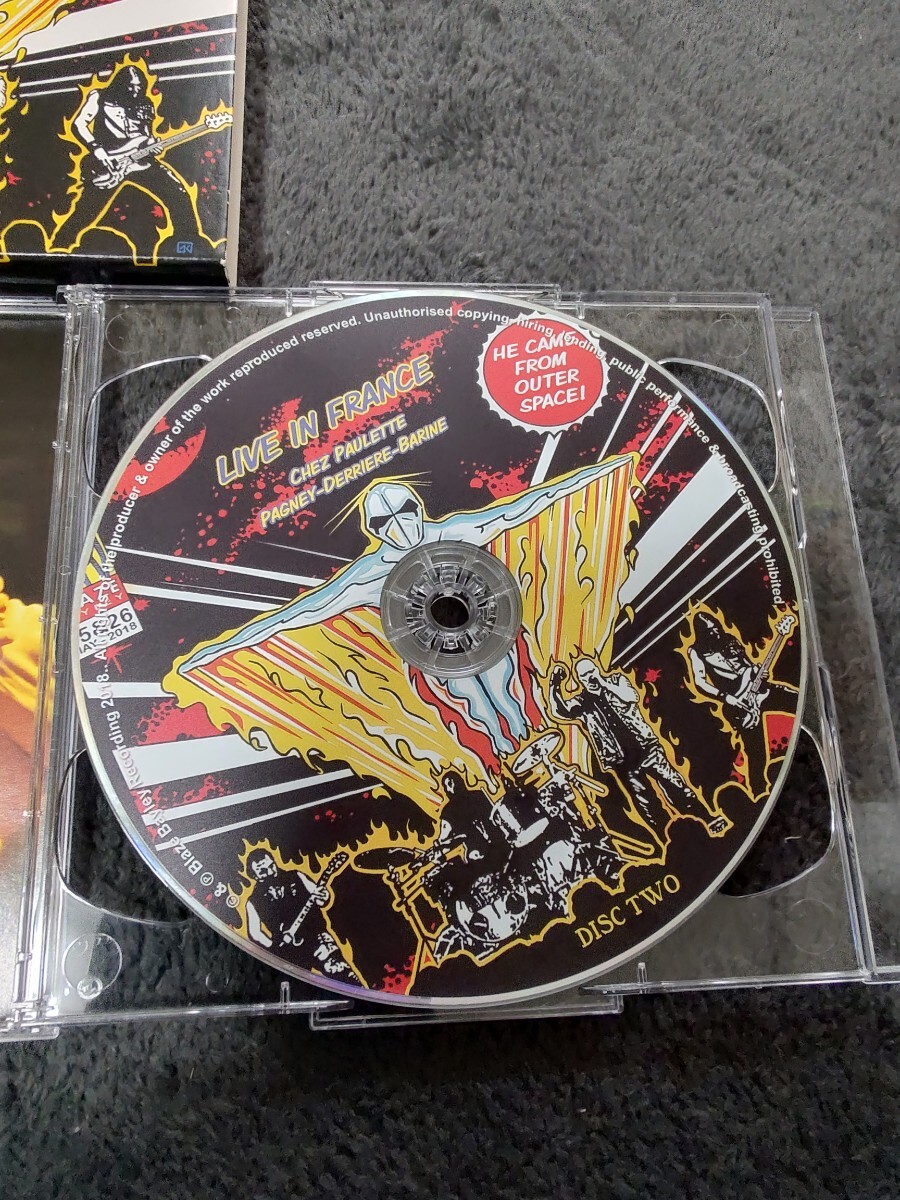 LIVE IN FRANCE
CHEZ PAULETTE
PAGNEY-DERRIERE-BARINE
HE CAME
FROM
OUTER
SPACE!
DISC TWO
© & ℗ Blaze Bayley Recording 2018. All rights of the producer & owner of the work reproduced reserved. Unauthorised copying, hiring, lending, public performance & broadcasting prohibited
26
2018